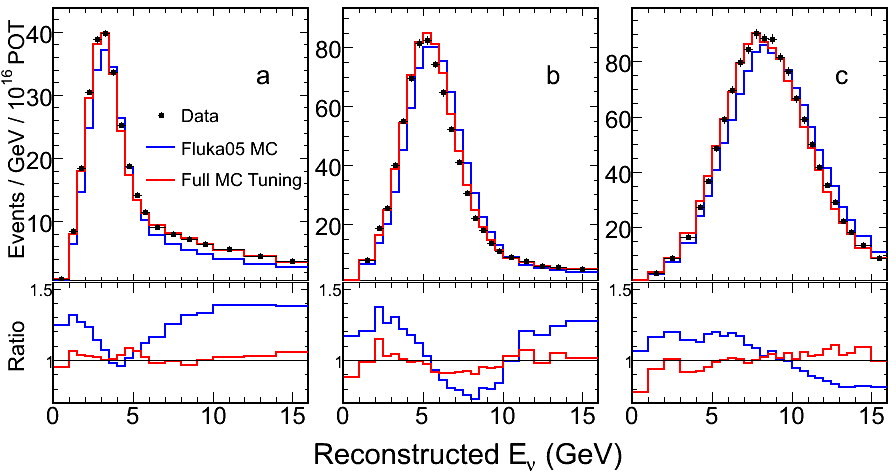 Events / GeV / 10^16 POT
40
30
20
10
a
Data
Fluka05 MC
Full MC Tuning
80
60
40
20
b
80
60
40
20
c
Ratio
1.5
1
1.5
1
1.5
1
0 5 10 15
0 5 10 15
0 5 10 15
Reconstructed Eν (GeV)